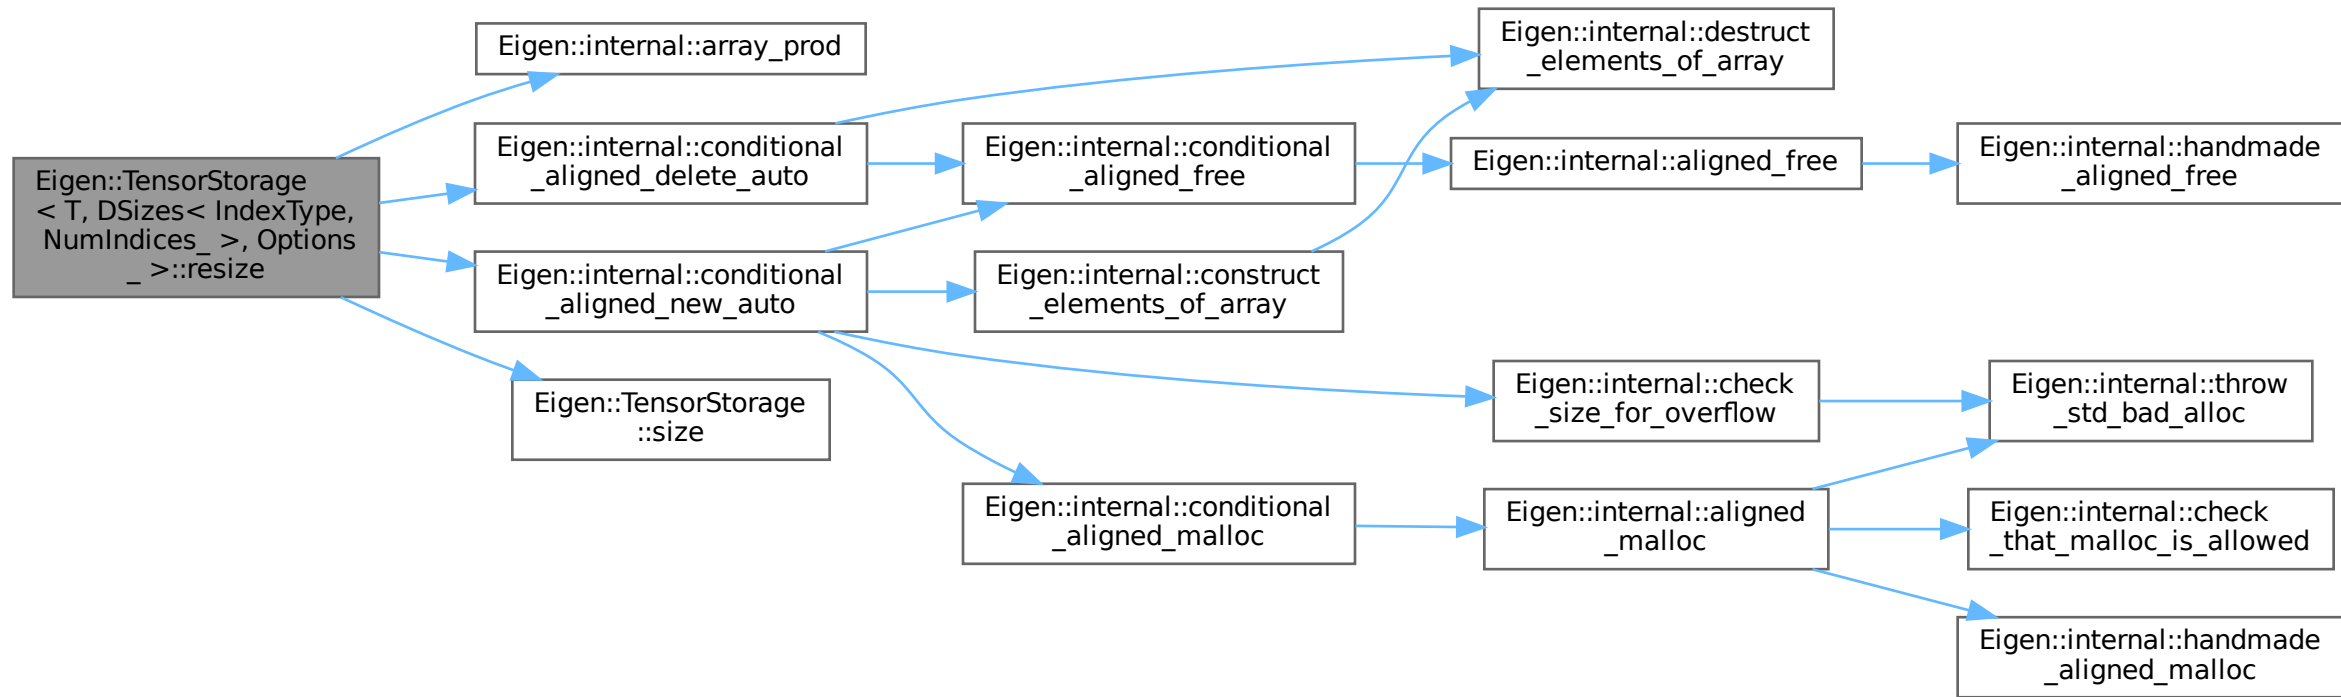 Eigen::TensorStorage
< T, DSizes< IndexType,
NumIndices_ >, Options
_ >::resize
Eigen::internal::array_prod
Eigen::internal::conditional
_aligned_delete_auto
Eigen::internal::conditional
_aligned_new_auto
Eigen::TensorStorage
::size
Eigen::internal::conditional
_aligned_free
Eigen::internal::construct
_elements_of_array
Eigen::internal::conditional
_aligned_malloc
Eigen::internal::destruct
_elements_of_array
Eigen::internal::aligned_free
Eigen::internal::check
_size_for_overflow
Eigen::internal::aligned
_malloc
Eigen::internal::handmade
_aligned_free
Eigen::internal::throw
_std_bad_alloc
Eigen::internal::check
_that_malloc_is_allowed
Eigen::internal::handmade
_aligned_malloc